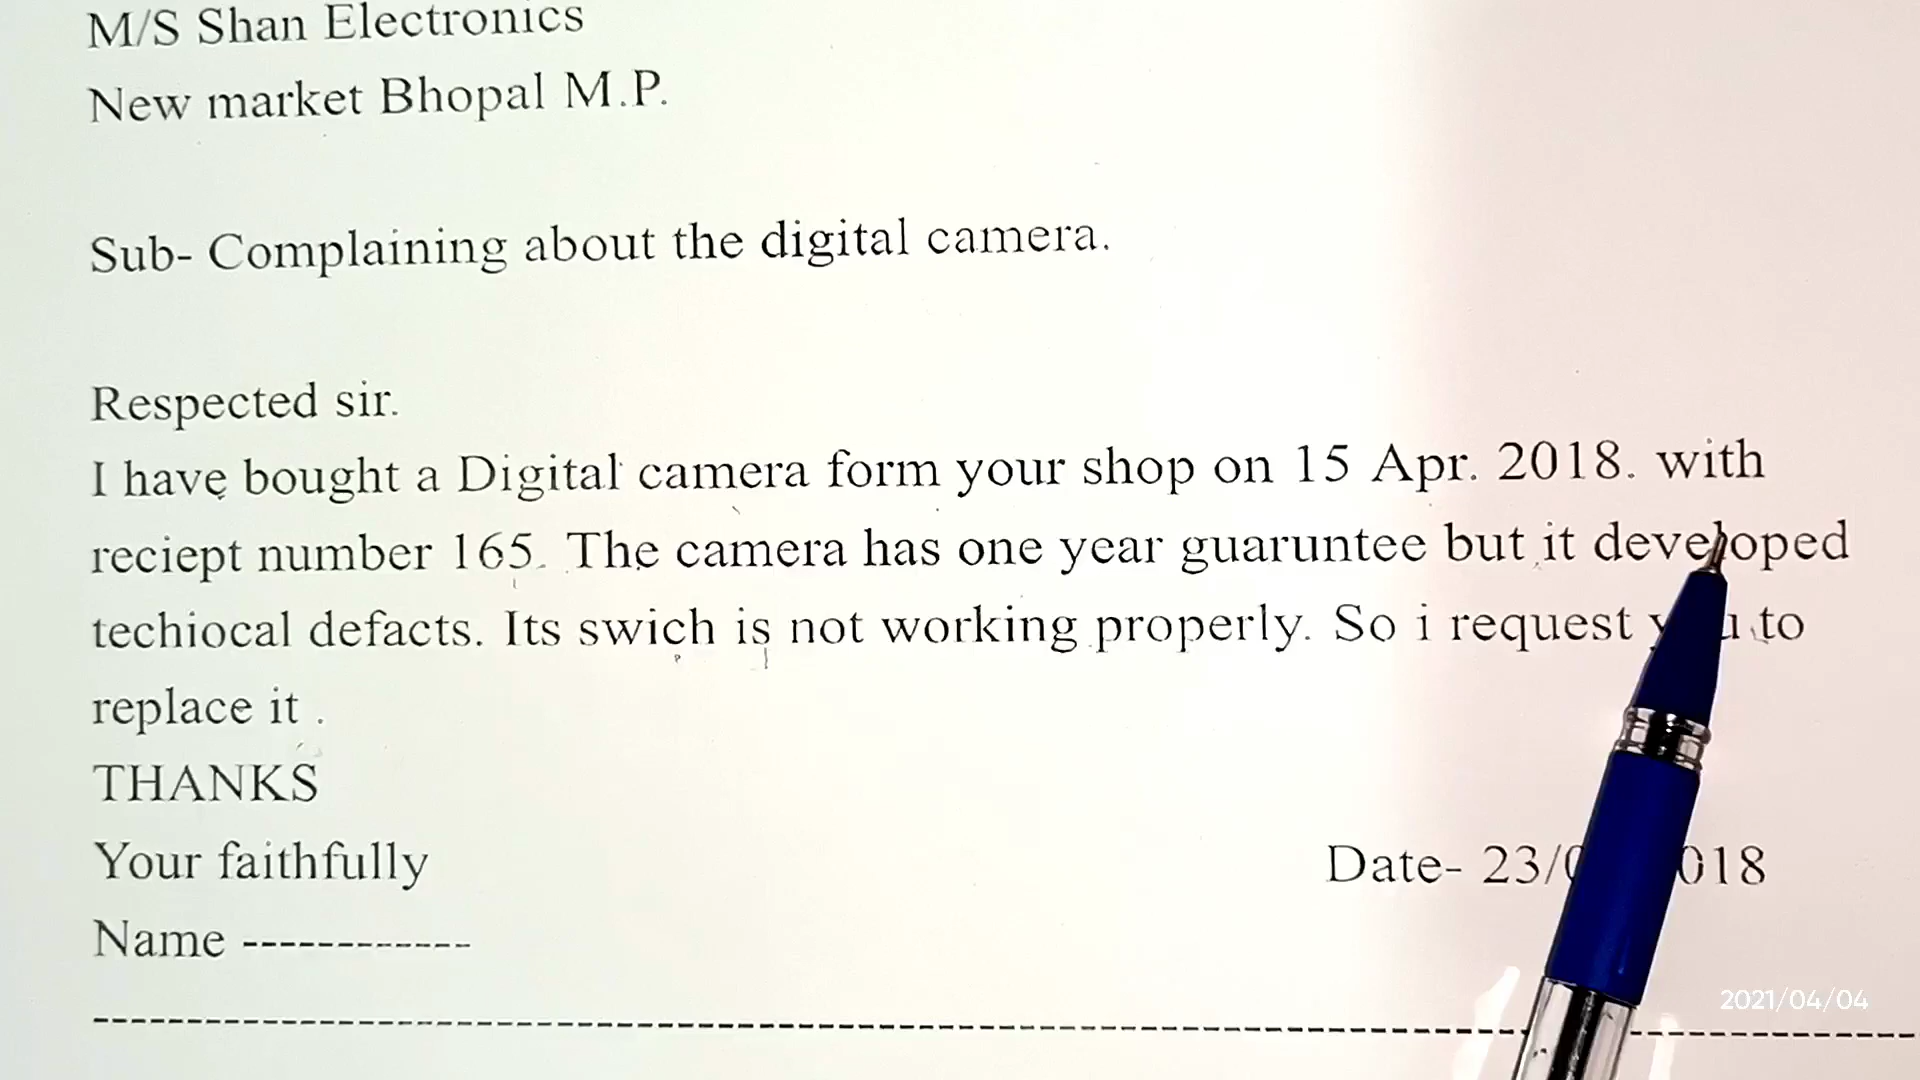 M/S Shan Electronics
New market Bhopal M.P.
Sub- Complaining about the digital camera.
Respected sir.
I have bought a Digital camera form your shop on 15 Apr. 2018. with
reciept number 165. The camera has one year guaruntee but it developed
techiocal defacts. Its swich is not working properly. So i request to
replace it .
THANKS
Your faithfully
Date- 23/ 018
Name ------------
2021/04/04